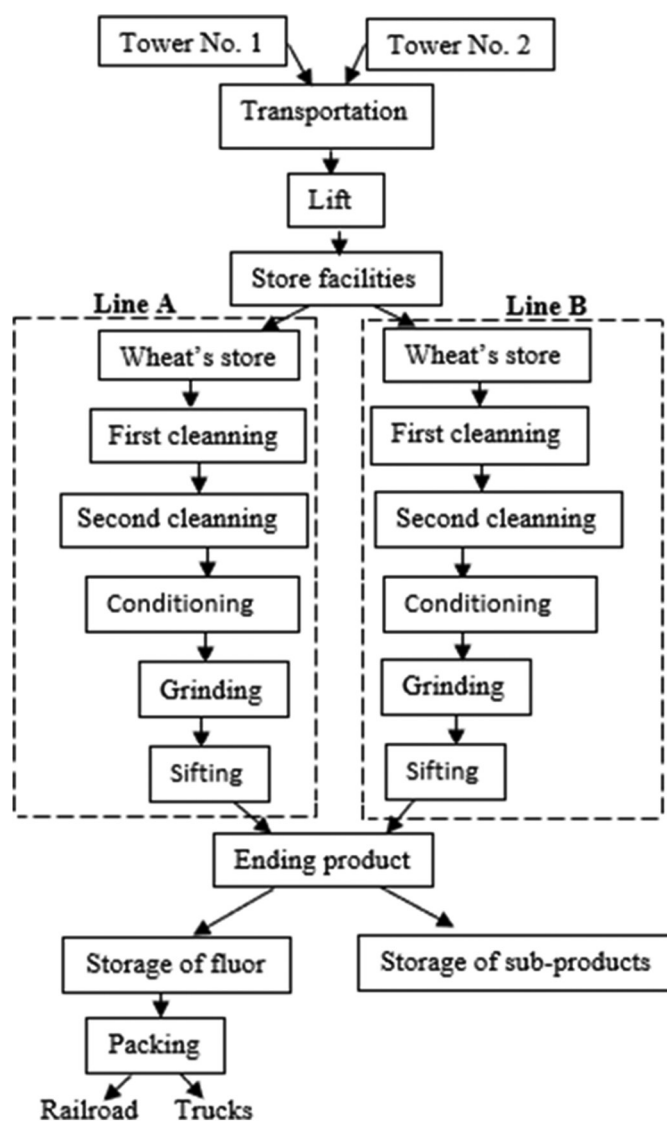 Tower No. 1
Tower No. 2
Transportation
Lift
Store facilities
Line A
Wheat's store
First cleanning
Second cleanning
Conditioning
Grinding
Sifting
Line B
Wheat's store
First cleanning
Second cleanning
Conditioning
Grinding
Sifting
Ending product
Storage of fluor
Storage of sub-products
Packing
Railroad
Trucks